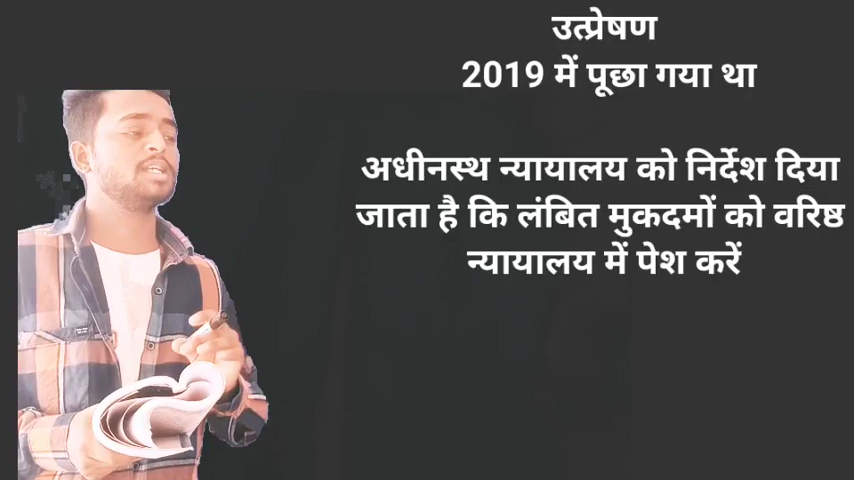 उत्प्रेषण
2019 में पूछा गया था
अधीनस्थ न्यायालय को निर्देश दिया
जाता है कि लंबित मुकदमों को वरिष्ठ
न्यायालय में पेश करें